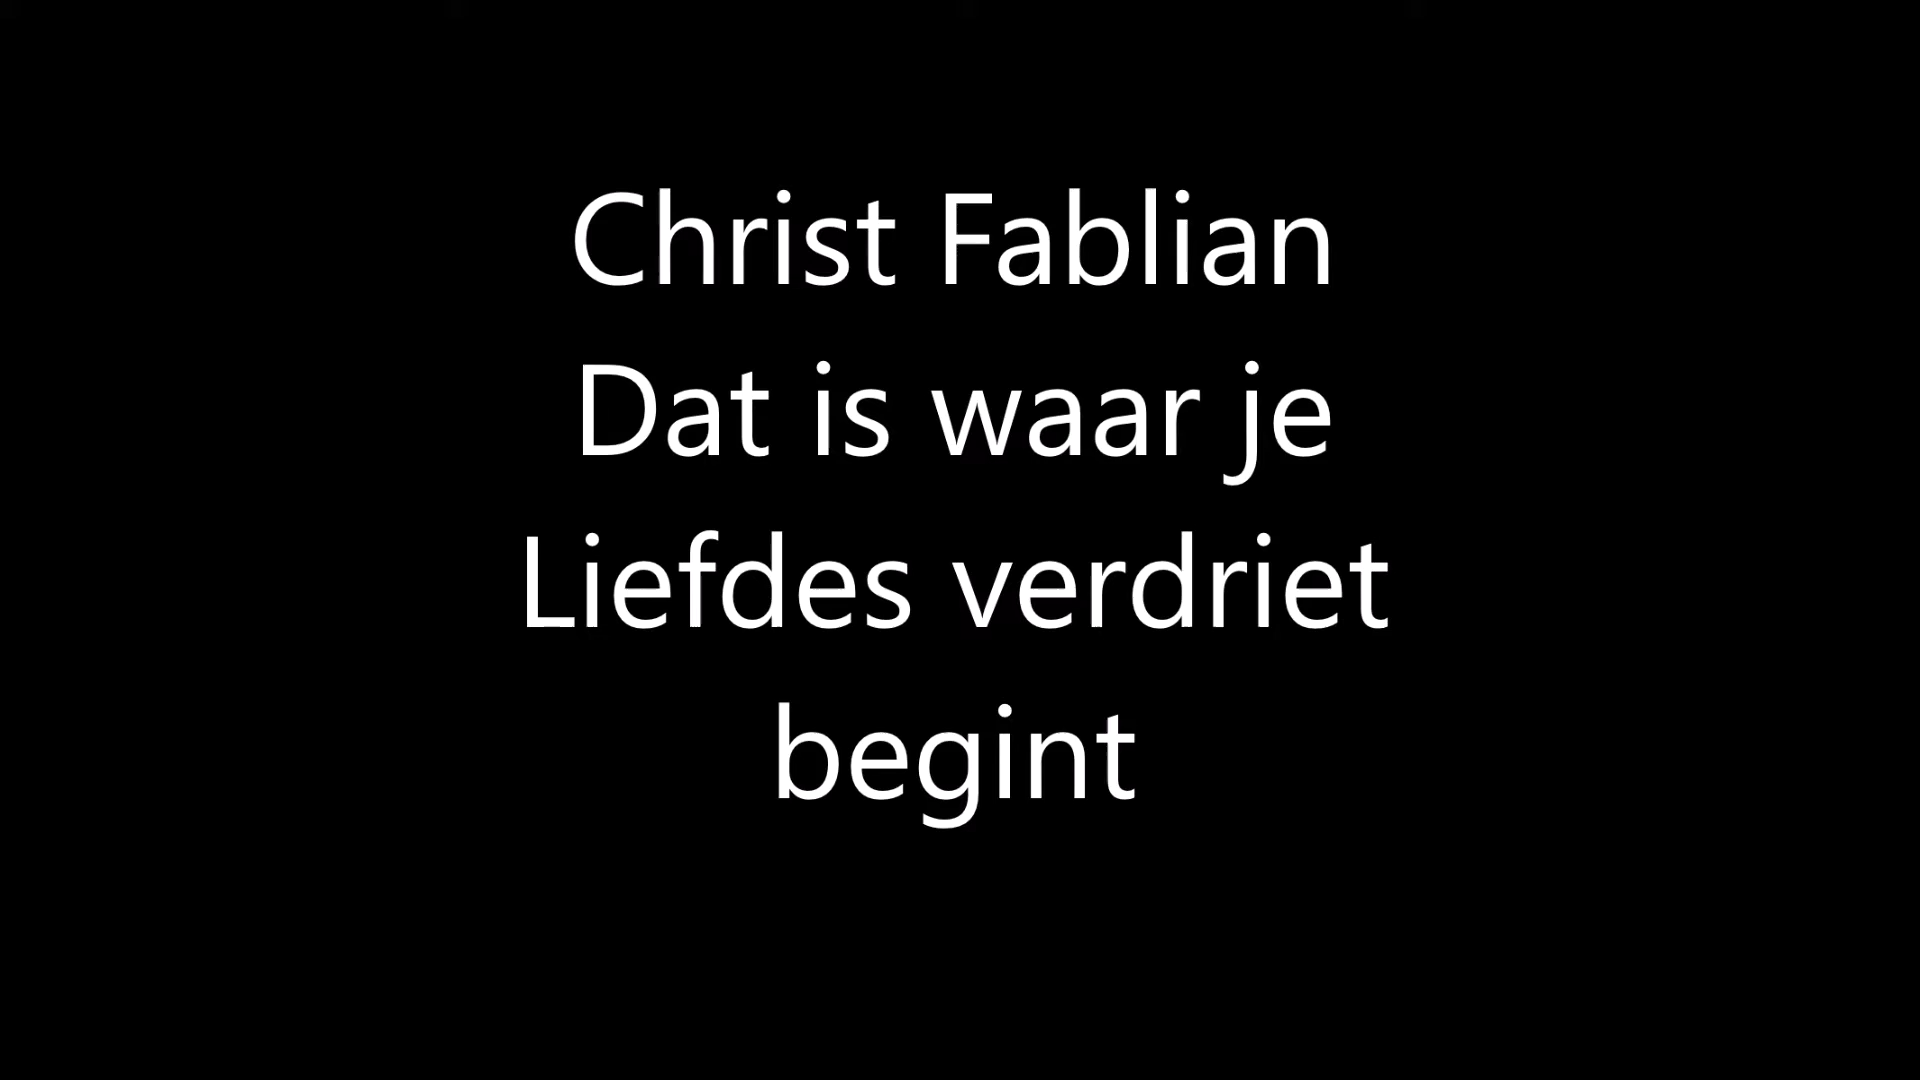 Christ Fablian
Dat is waar je
Liefdes verdriet
begint